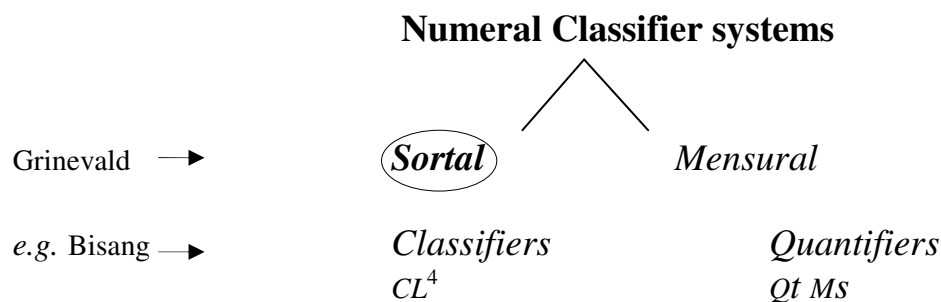 Numeral Classifier systems
Grinevald Sortal Mensural
e.g. Bisang Classifiers Quantifiers
CL4 Qt Ms